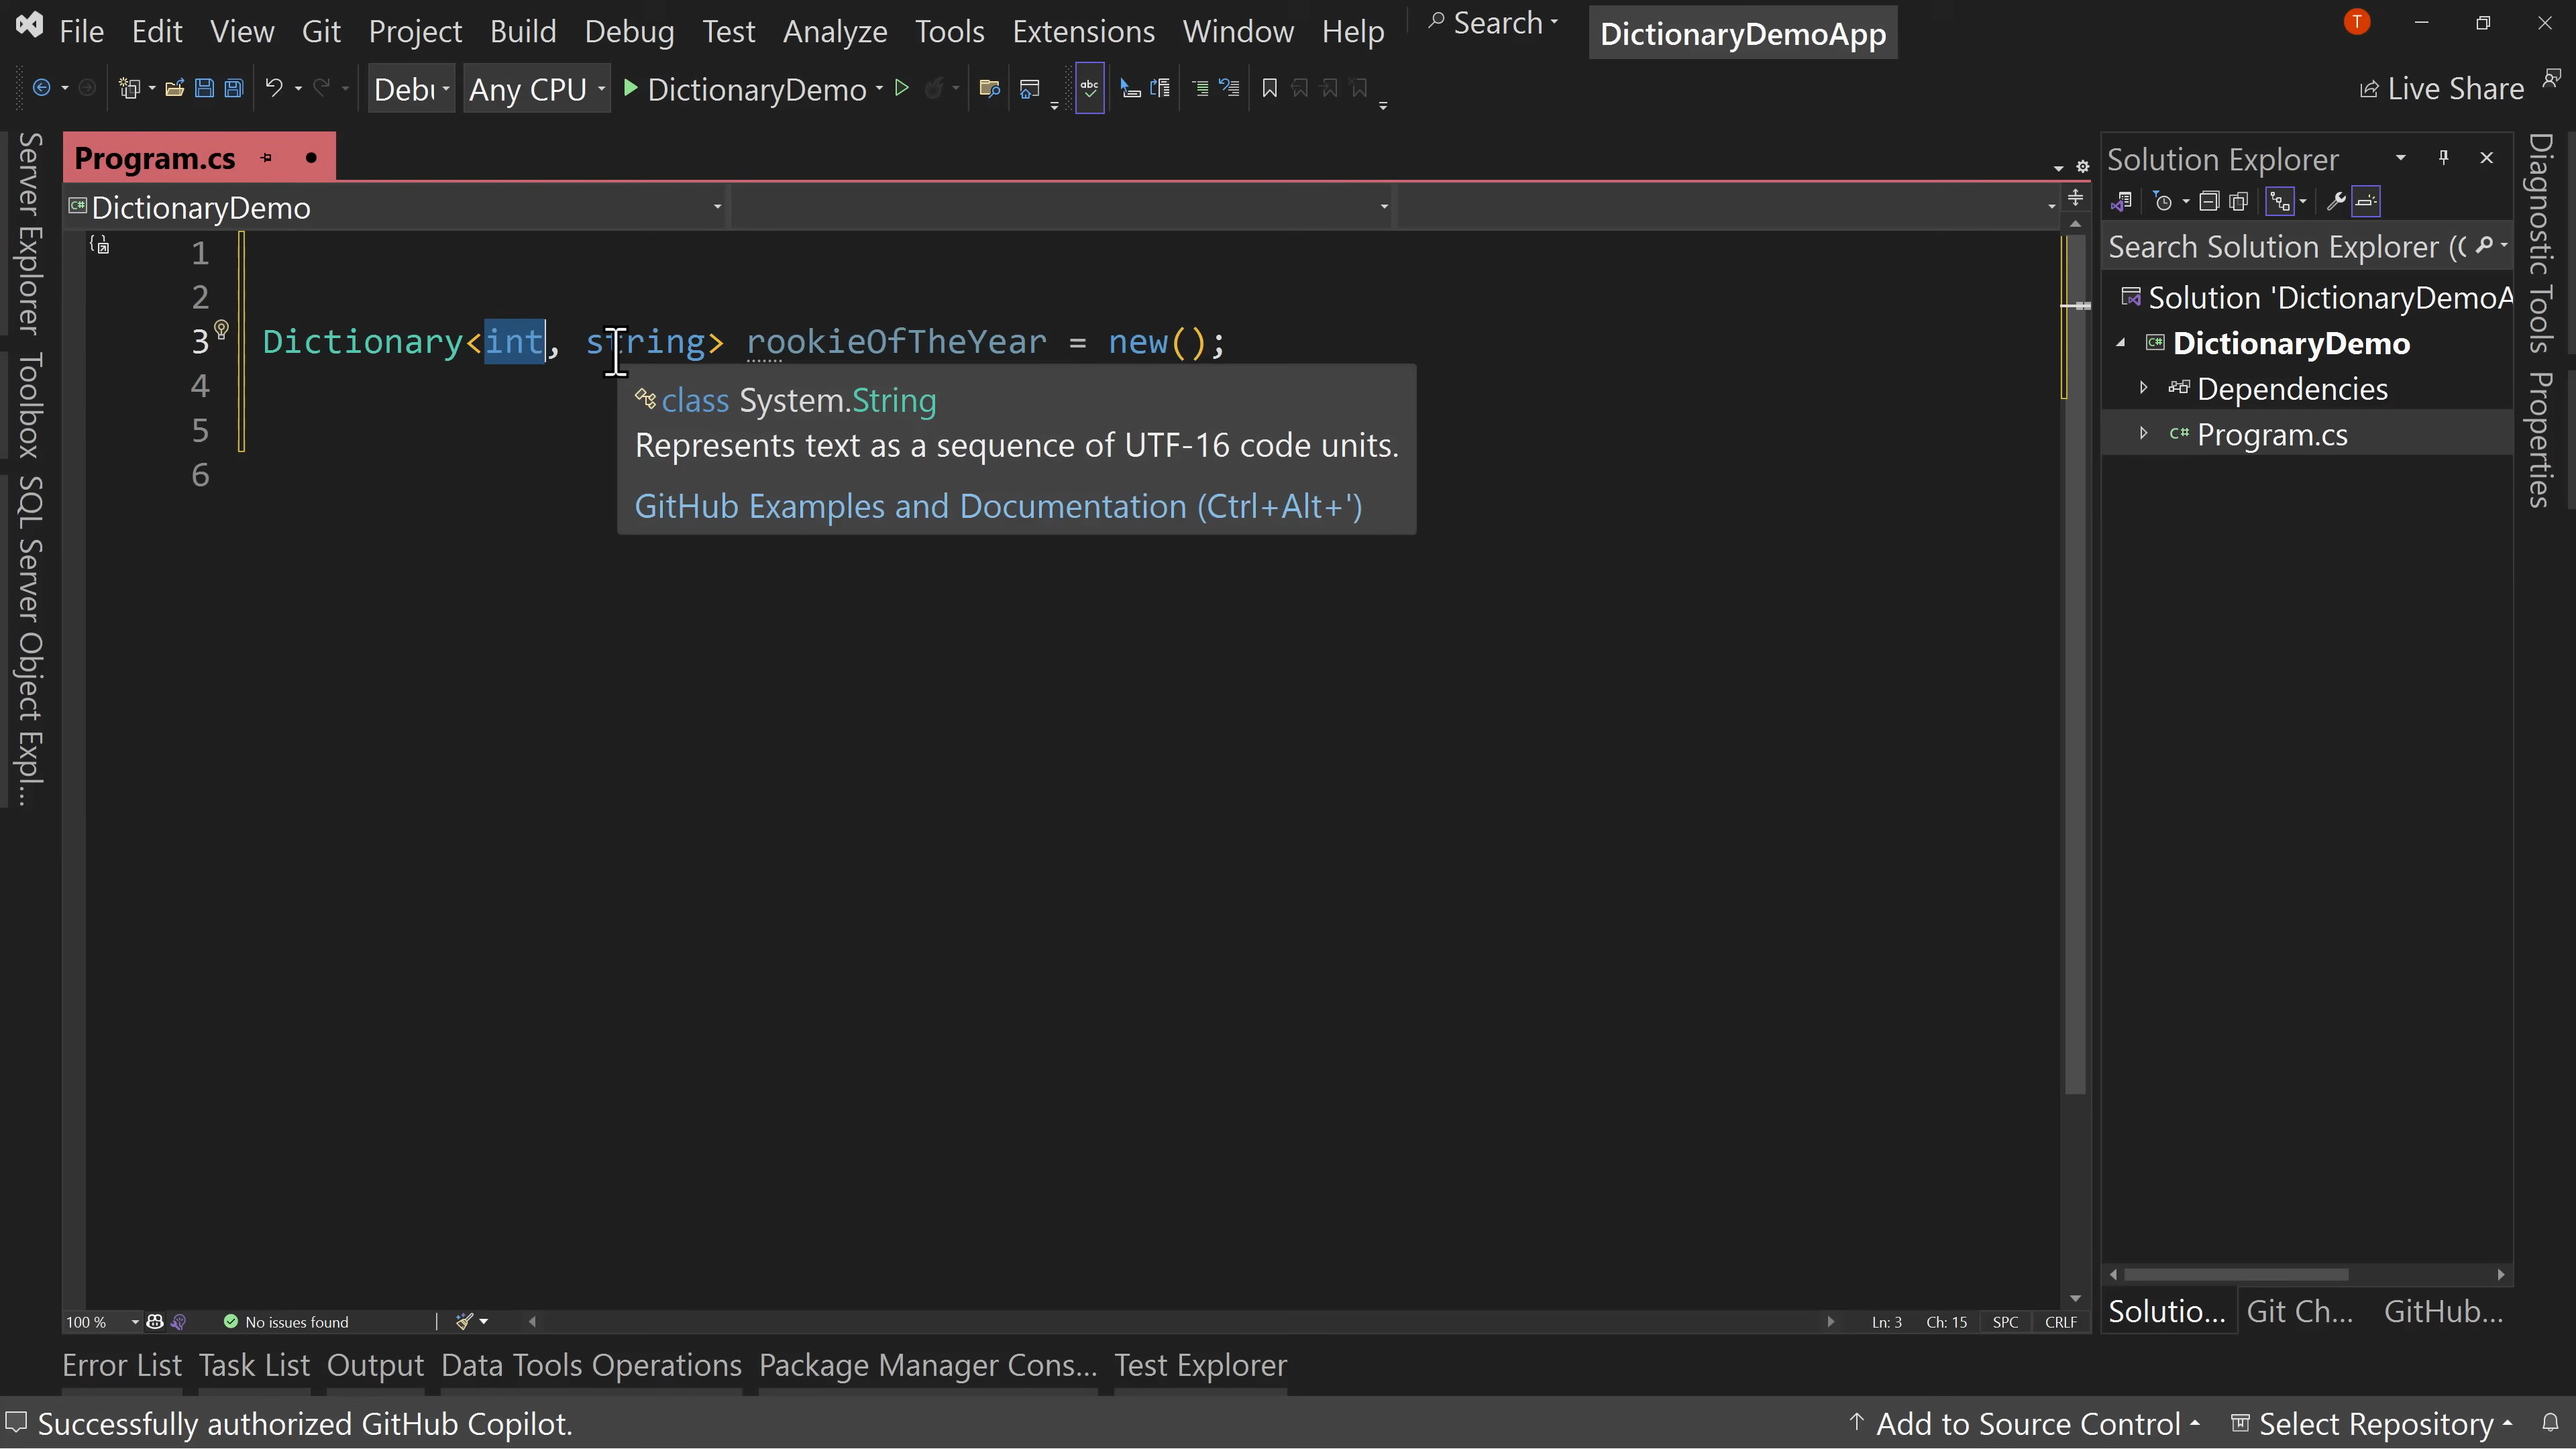 File Edit View Git Project Build Debug Test Analyze Tools Extensions Window Help Search DictionaryDemoApp T
Debu Any CPU DictionaryDemo Live Share
Program.cs
DictionaryDemo
1
2
3 Dictionary<int, string> rookieOfTheYear = new();
4
5
6
class System.String
Represents text as a sequence of UTF-16 code units.
GitHub Examples and Documentation (Ctrl+Alt+')
Server Explorer
Toolbox
SQL Server Object Expl...
Solution Explorer
Search Solution Explorer ((
Solution 'DictionaryDemoA
C# DictionaryDemo
Dependencies
C# Program.cs
Diagnostic Tools
Properties
100 % No issues found Ln: 3 Ch: 15 SPC CRLF
Solutio... Git Ch... GitHub...
Error List Task List Output Data Tools Operations Package Manager Cons... Test Explorer
Successfully authorized GitHub Copilot. Add to Source Control Select Repository